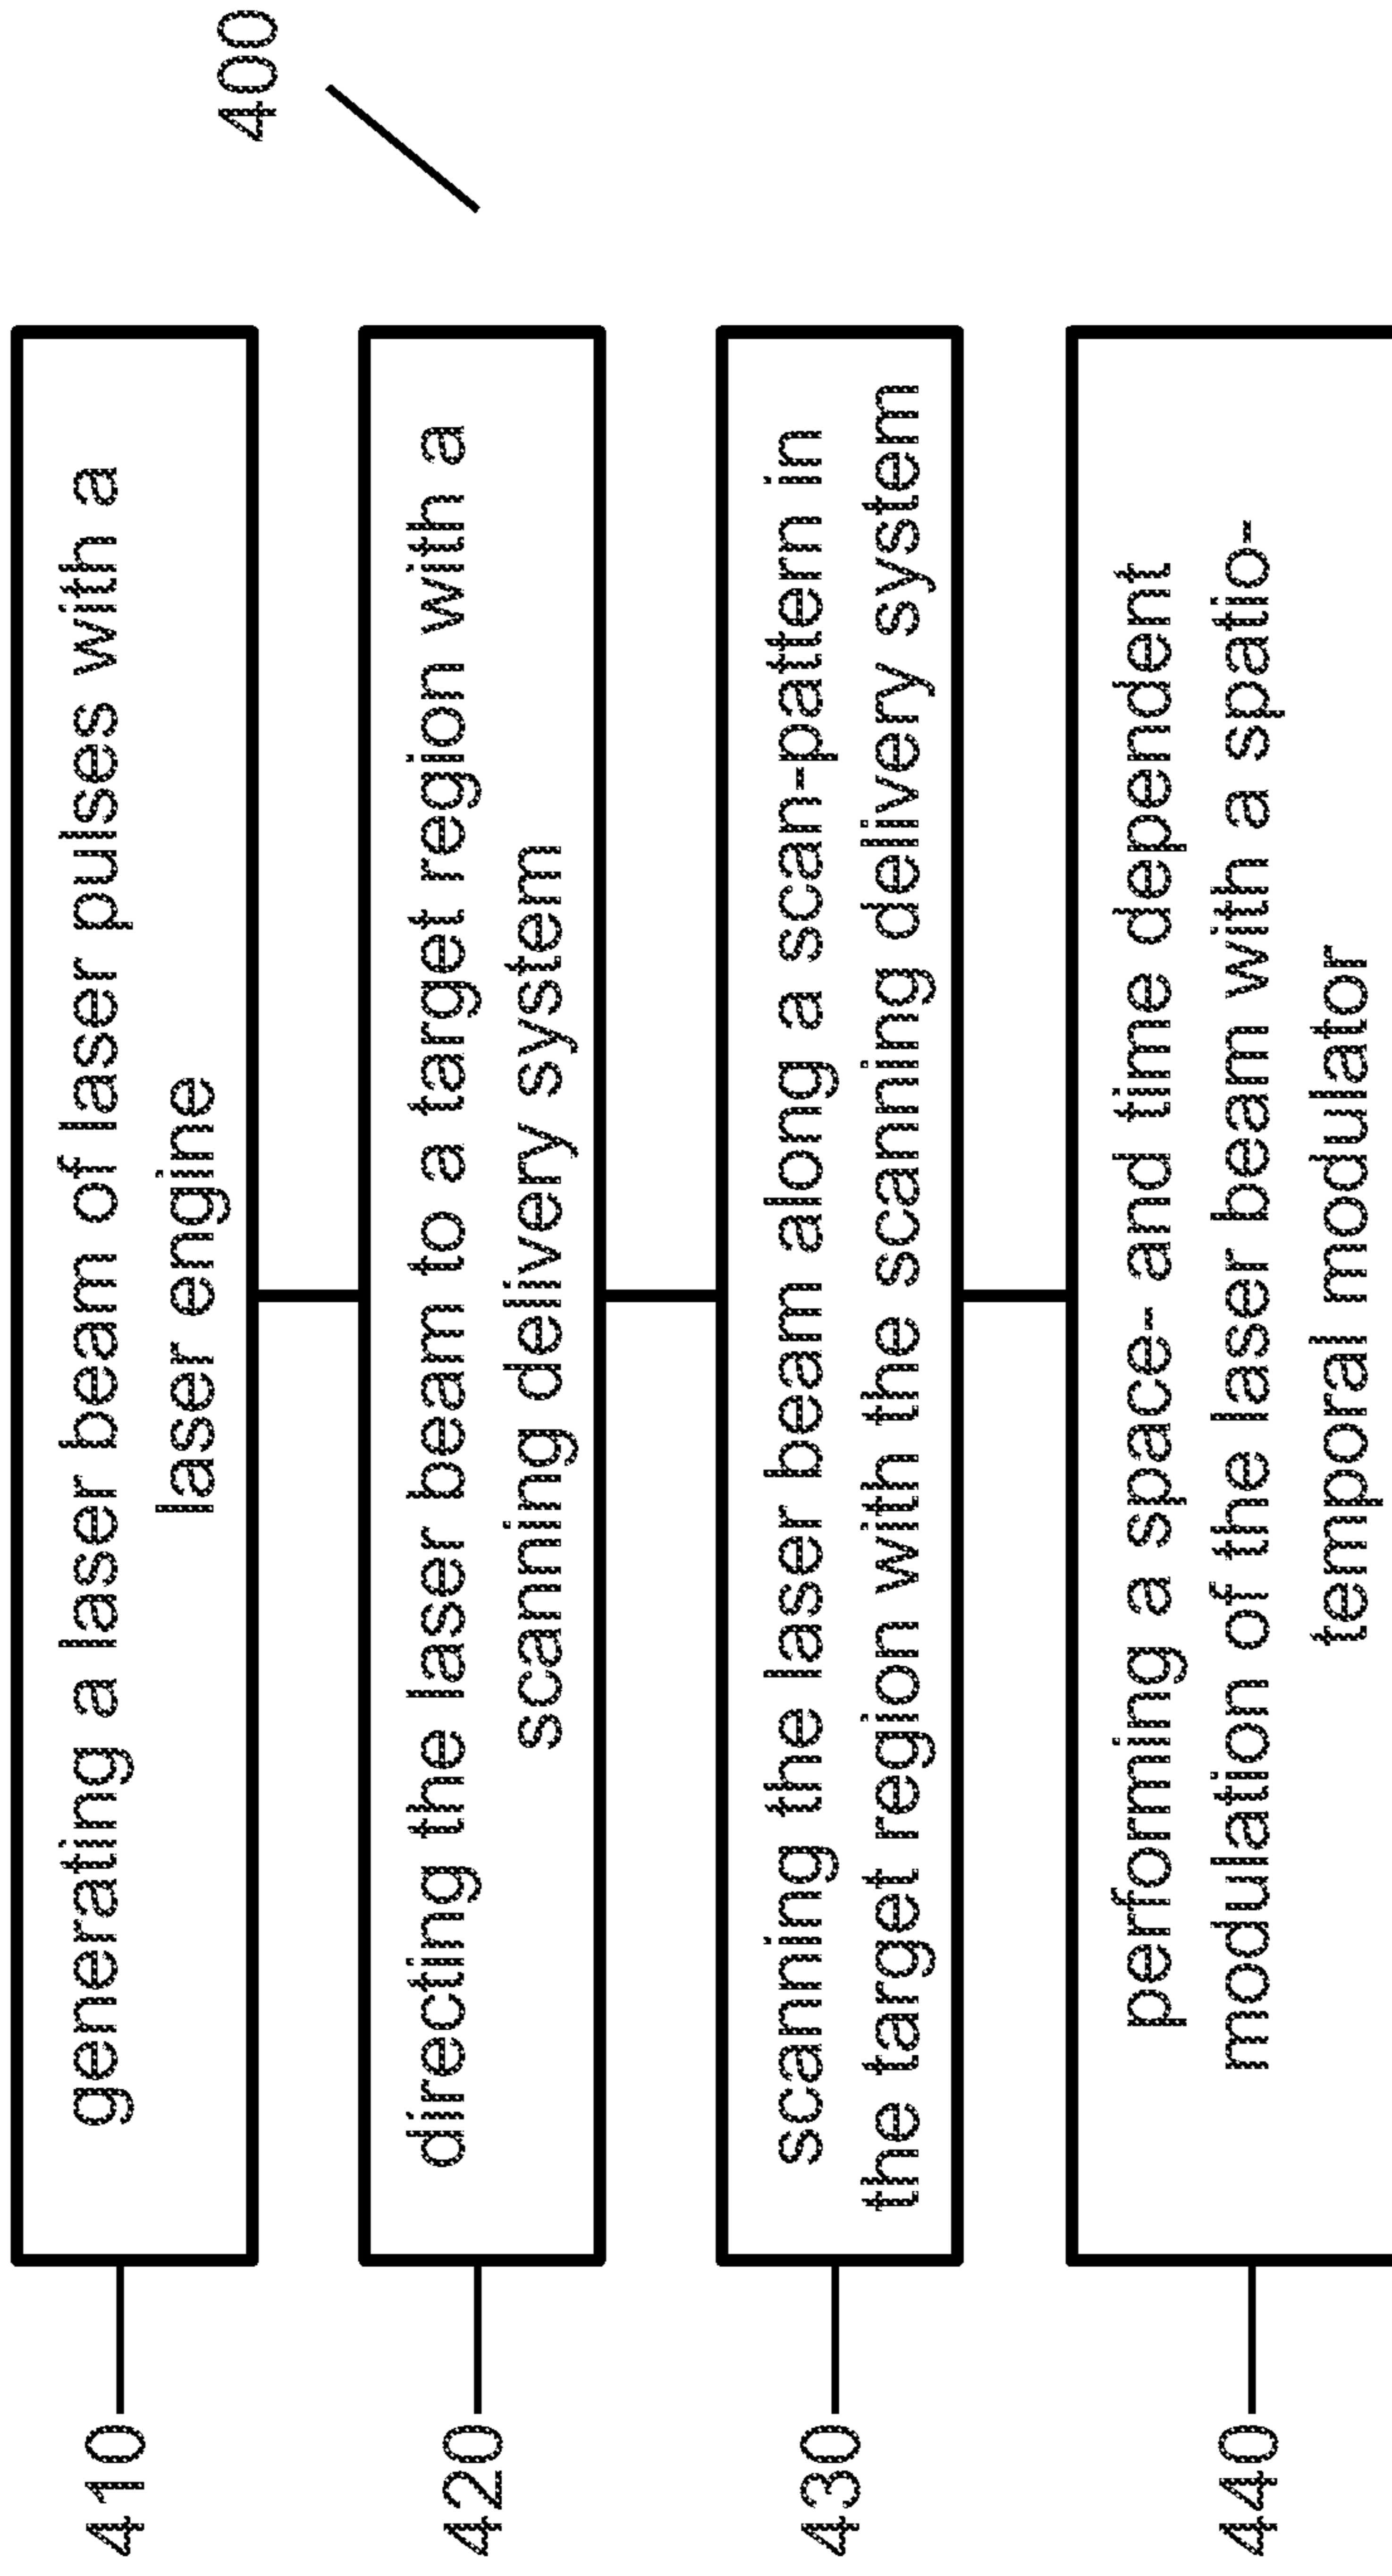 400
410
generating a laser beam of laser pulses with a
laser engine
420
directing the laser beam to a target region with a
scanning delivery system
430
scanning the laser beam along a scan-pattern in
the target region with the scanning delivery system
440
performing a space- and time dependent
modulation of the laser beam with a spatio-
temporal modulator